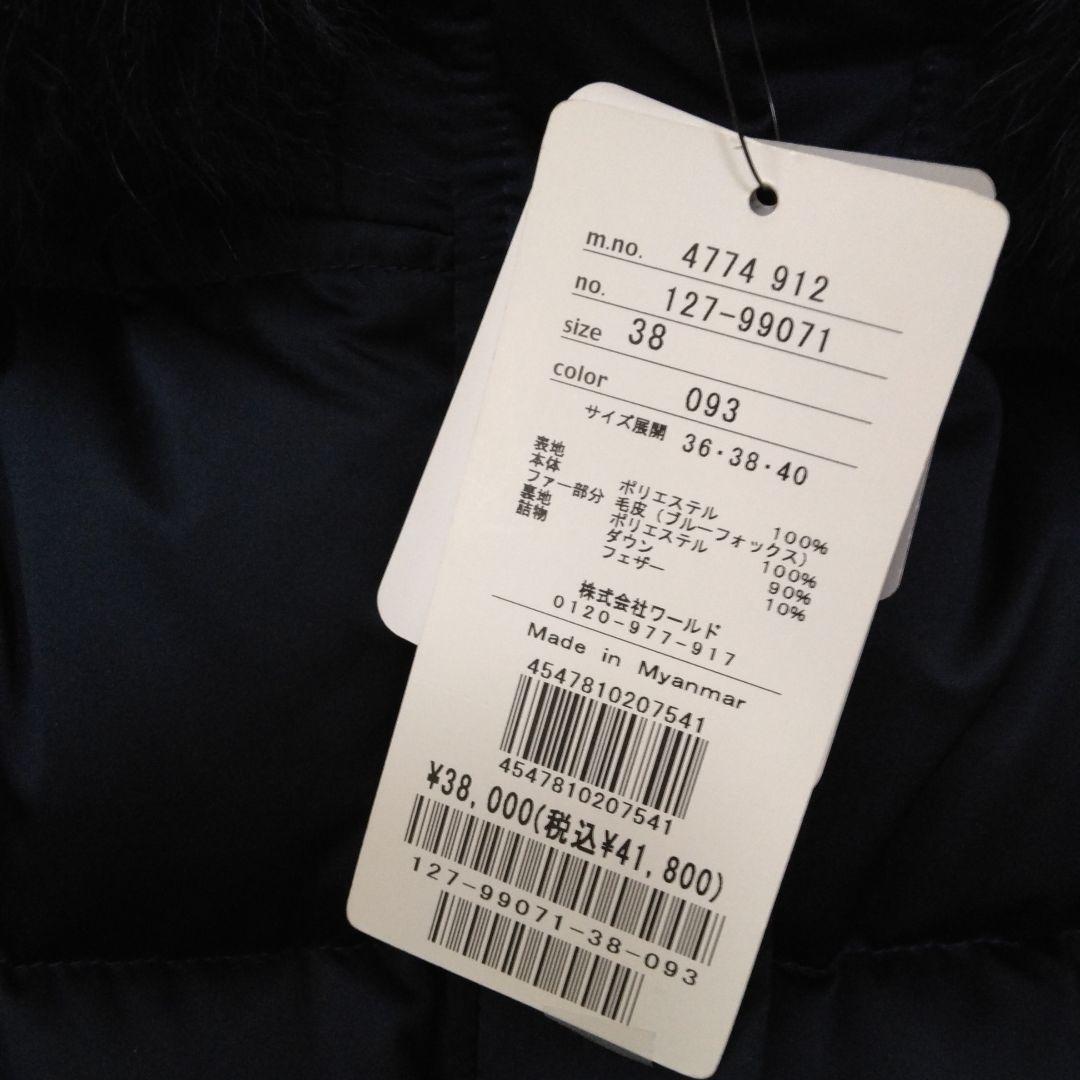 m.no. 4774 912
no. 127-99071
size 38
color 093
サイズ展開 36・38・40
表地
本体 ポリエステル 100%
ファー部分 毛皮（ブルーフォックス）
裏地 ポリエステル 100%
詰物 ダウン 90%
フェザー 10%
株式会社ワールド
0120-977-917
Made in Myanmar
4547810207541
4547810207541
¥38,000(税込¥41,800)
127-99071-38-093